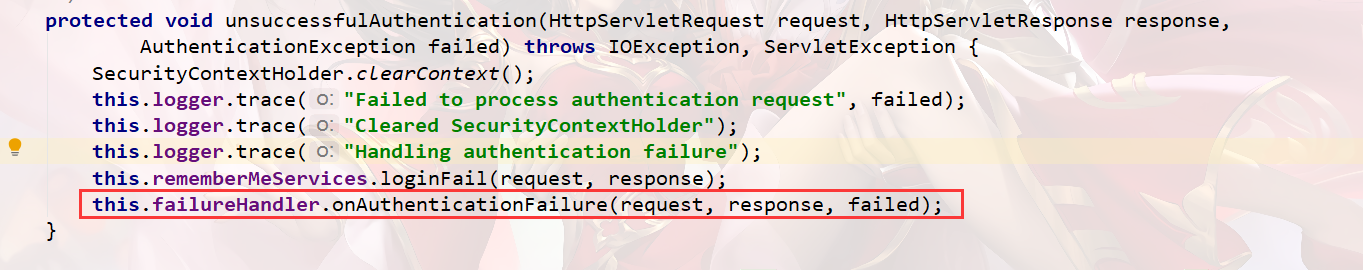 protected void unsuccessfulAuthentication(HttpServletRequest request, HttpServletResponse response,
        AuthenticationException failed) throws IOException, ServletException {
    SecurityContextHolder.clearContext();
    this.logger.trace( o: "Failed to process authentication request", failed);
    this.logger.trace( o: "Cleared SecurityContextHolder");
    this.logger.trace( o: "Handling authentication failure");
    this.rememberMeServices.loginFail(request, response);
    this.failureHandler.onAuthenticationFailure(request, response, failed);
}